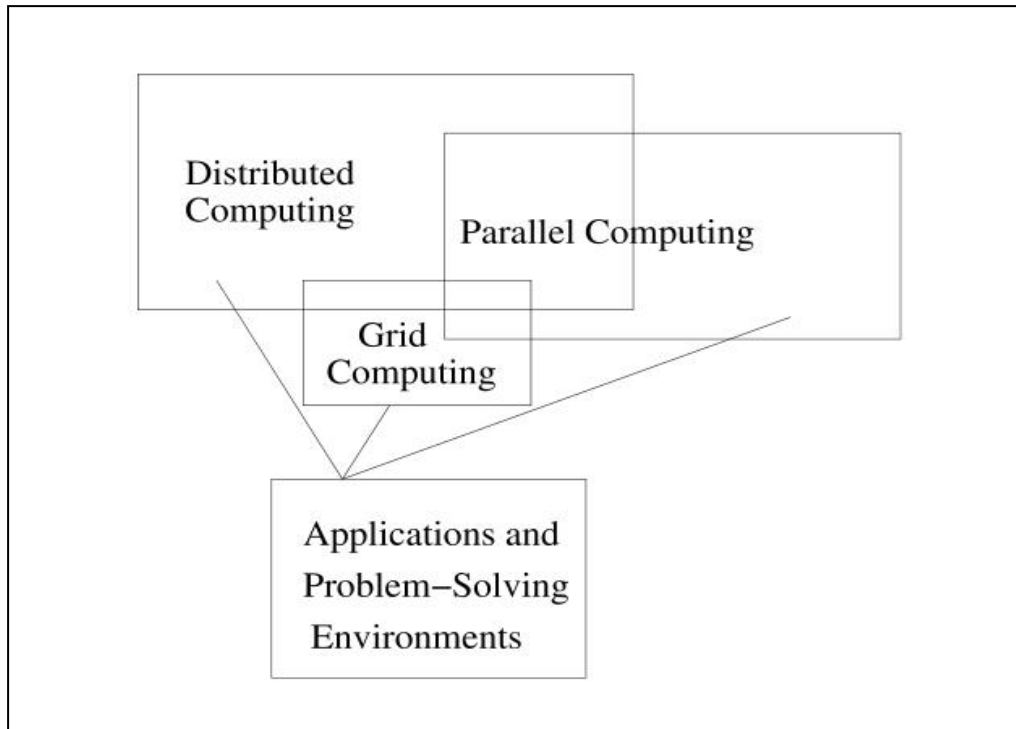 Distributed
Computing
Parallel Computing
Grid
Computing
Applications and
Problem−Solving
Environments